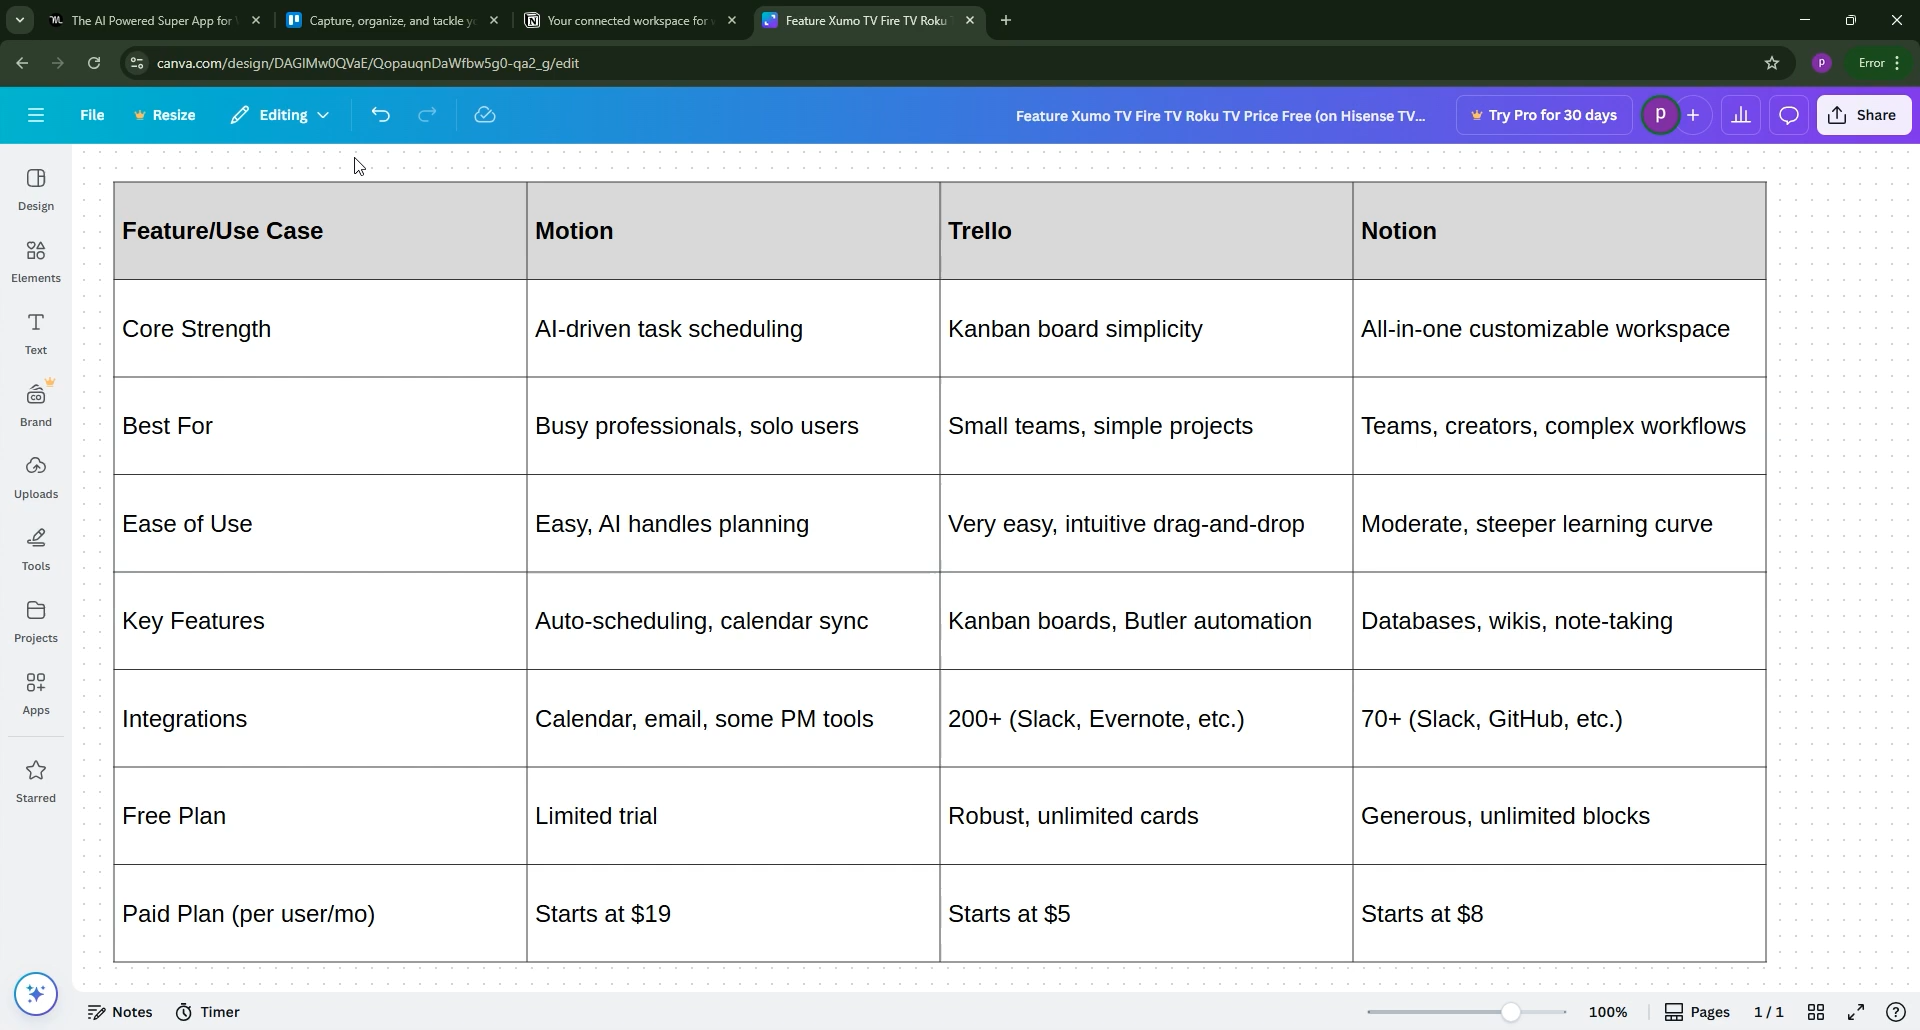 The AI Powered Super App for
Capture, organize, and tackle y
Your connected workspace for
Feature Xumo TV Fire TV Roku
canva.com/design/DAGIMw0QVaE/QopauqnDaWfbw5g0-qa2_g/edit
P
Error
File
Resize
Editing
Feature Xumo TV Fire TV Roku TV Price Free (on Hisense TV...
Try Pro for 30 days
P
Share
Design
Elements
Text
Brand
Uploads
Tools
Projects
Apps
Starred
Feature/Use Case Motion Trello Notion
Core Strength AI-driven task scheduling Kanban board simplicity All-in-one customizable workspace
Best For Busy professionals, solo users Small teams, simple projects Teams, creators, complex workflows
Ease of Use Easy, AI handles planning Very easy, intuitive drag-and-drop Moderate, steeper learning curve
Key Features Auto-scheduling, calendar sync Kanban boards, Butler automation Databases, wikis, note-taking
Integrations Calendar, email, some PM tools 200+ (Slack, Evernote, etc.) 70+ (Slack, GitHub, etc.)
Free Plan Limited trial Robust, unlimited cards Generous, unlimited blocks
Paid Plan (per user/mo) Starts at $19 Starts at $5 Starts at $8
Notes
Timer
100%
Pages
1 / 1